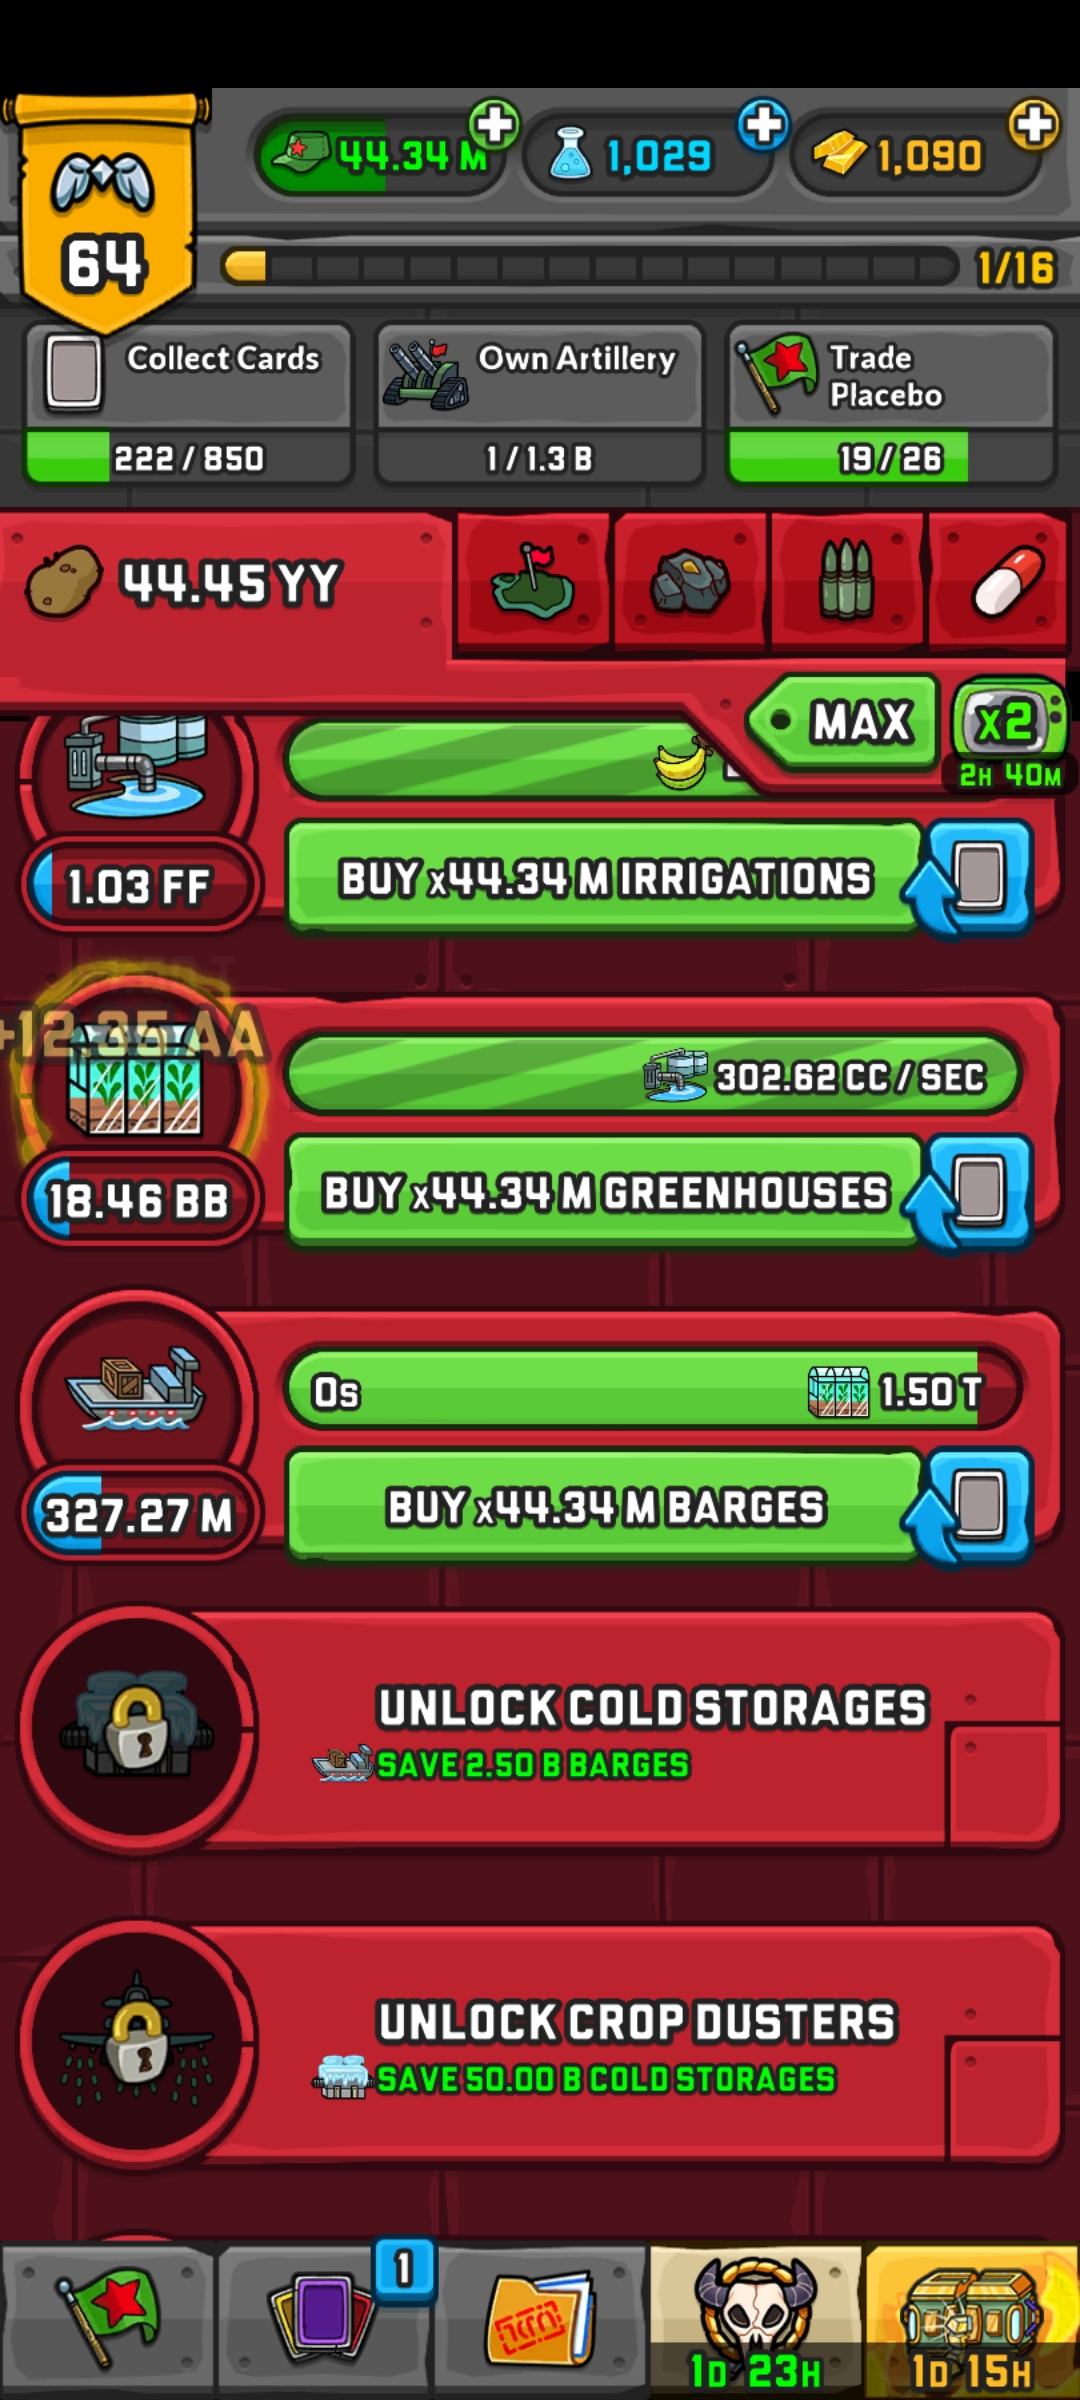 44.34 M
1,029
1,090
64
1/16
Collect Cards
222 / 850
Own Artillery
1 / 1.3 B
Trade
Placebo
19 / 26
44.45 YY
MAX
x2
2H 40M
1.03 FF
BUY x44.34 M IRRIGATIONS
+12.35 AA
302.62 CC / SEC
18.46 BB
BUY x44.34 M GREENHOUSES
0s
1.50 T
327.27 M
BUY x44.34 M BARGES
UNLOCK COLD STORAGES
SAVE 2.50 B BARGES
UNLOCK CROP DUSTERS
SAVE 50.00 B COLD STORAGES
1
1D 23H
1D 15H